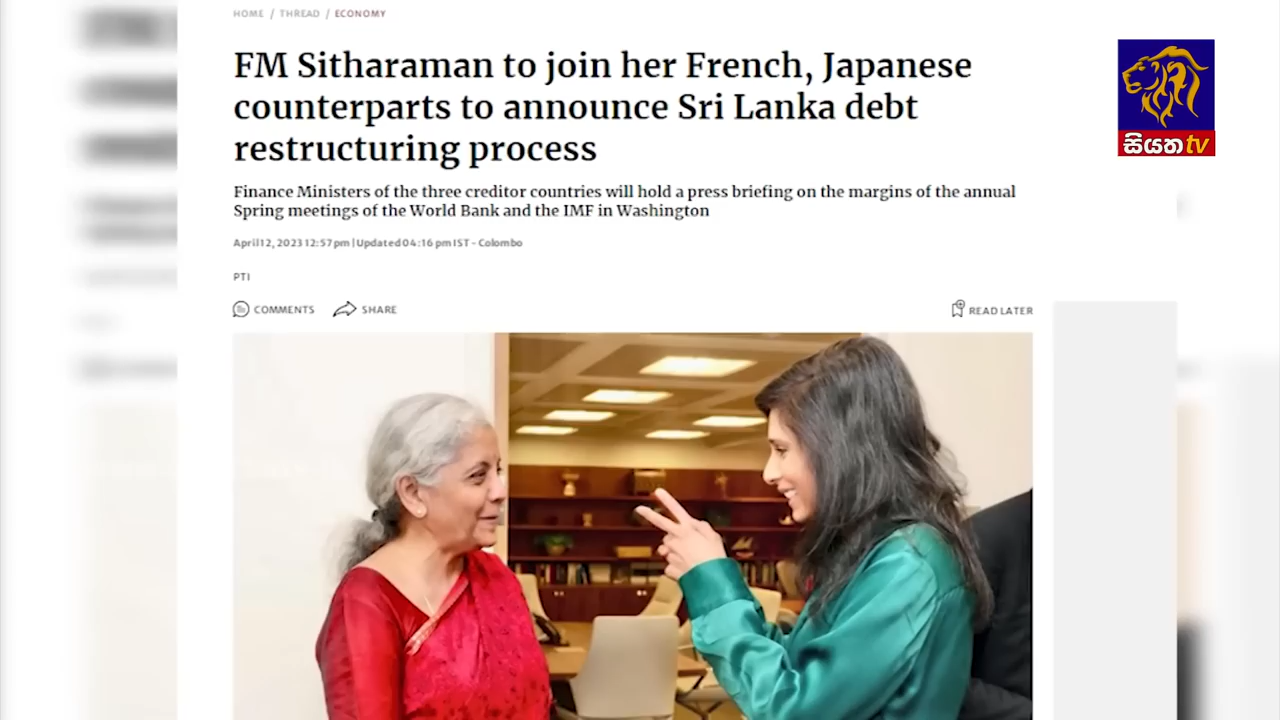 HOME / THREAD / ECONOMY
FM Sitharaman to join her French, Japanese
counterparts to announce Sri Lanka debt
restructuring process
Finance Ministers of the three creditor countries will hold a press briefing on the margins of the annual
Spring meetings of the World Bank and the IMF in Washington
April 12, 2023 12:57 pm | Updated 04:16 pm IST - Colombo
PTI
COMMENTS SHARE READ LATER
සියත tv